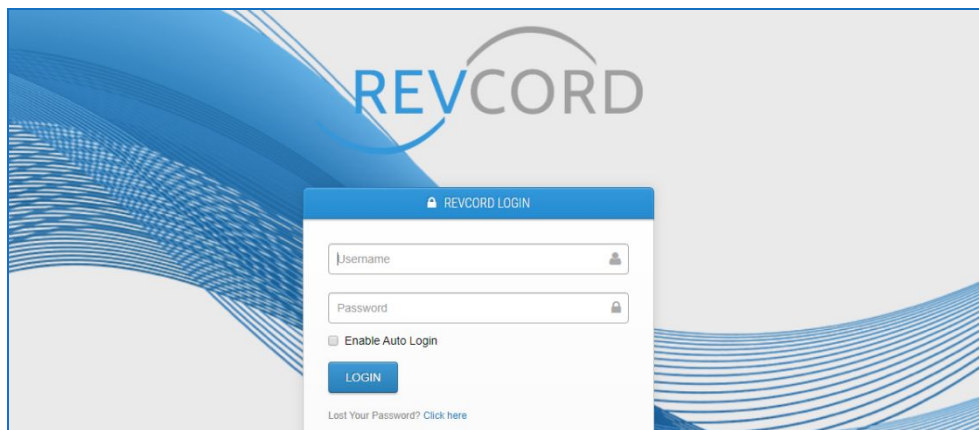 REVCORD
REVCORD LOGIN
Username
Password
Enable Auto Login
LOGIN
Lost Your Password? Click here